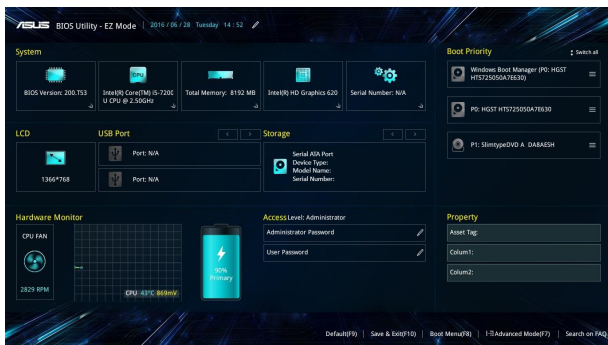 ASUS BIOS Utility - EZ Mode 2016 / 06 / 28 Tuesday 14 : 52
System
BIOS Version: 200.T53
CPU
Intel(R) Core(TM) i5-7200
U CPU @ 2.50GHz
Total Memory: 8192 MB
Intel(R) HD Graphics 620
Serial Number: N/A
Boot Priority
Switch all
Windows Boot Manager (P0: HGST
HTS725050A7E630)
P0: HGST HTS725050A7E630
P1: SlimtypeDVD A DA8AESH
LCD
1366*768
USB Port
Port: N/A
Port: N/A
Storage
Serial ATA Port
Device Type:
Model Name:
Serial Number:
Hardware Monitor
CPU FAN
2829 RPM
CPU 43°C 869mV
90%
Primary
Access Level: Administrator
Administrator Password
User Password
Property
Asset Tag:
Colum1:
Colum2:
Default(F9) | Save & Exit(F10) | Boot Menu(F8) | Advanced Mode(F7) | Search on FAQ